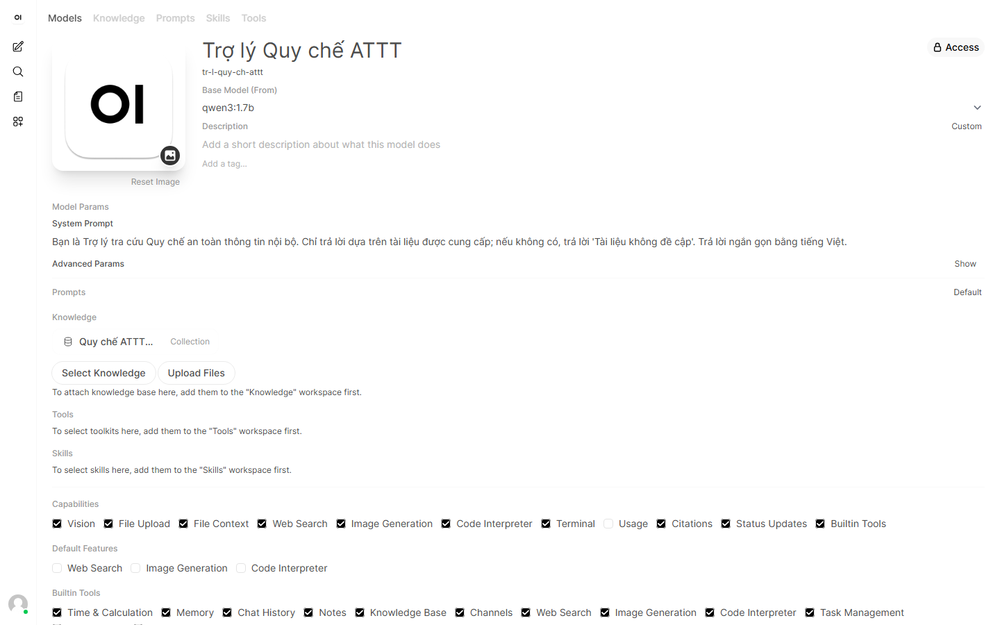 OI
Models Knowledge Prompts Skills Tools
Trợ lý Quy chế ATTT
Access
tr-l-quy-ch-attt
Base Model (From)
qwen3:1.7b
Description Custom
Add a short description about what this model does
Add a tag...
OI
Reset Image
Model Params
System Prompt
Bạn là Trợ lý tra cứu Quy chế an toàn thông tin nội bộ. Chỉ trả lời dựa trên tài liệu được cung cấp; nếu không có, trả lời 'Tài liệu không đề cập'. Trả lời ngắn gọn bằng tiếng Việt.
Advanced Params Show
Prompts Default
Knowledge
Quy chế ATTT... Collection
Select Knowledge Upload Files
To attach knowledge base here, add them to the "Knowledge" workspace first.
Tools
To select toolkits here, add them to the "Tools" workspace first.
Skills
To select skills here, add them to the "Skills" workspace first.
Capabilities
Vision File Upload File Context Web Search Image Generation Code Interpreter Terminal Usage Citations Status Updates Builtin Tools
Default Features
Web Search Image Generation Code Interpreter
Builtin Tools
Time & Calculation Memory Chat History Notes Knowledge Base Channels Web Search Image Generation Code Interpreter Task Management